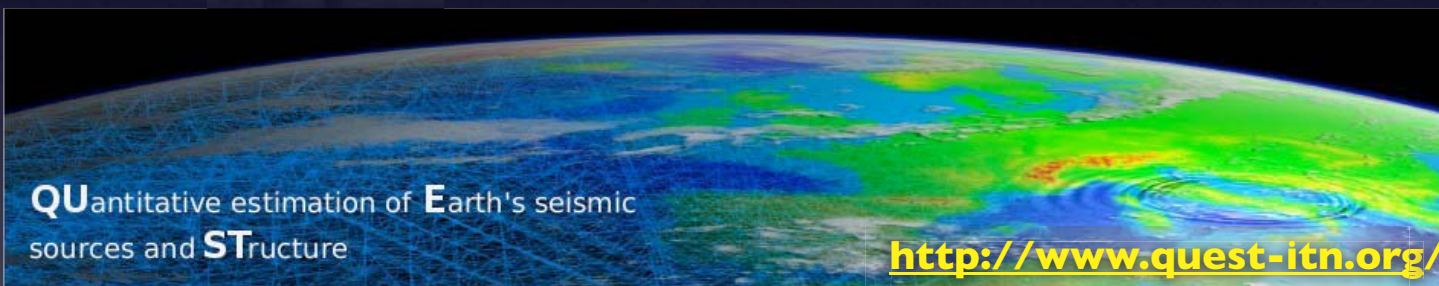 QUantitative estimation of Earth's seismic
sources and STructure
http://www.quest-itn.org/